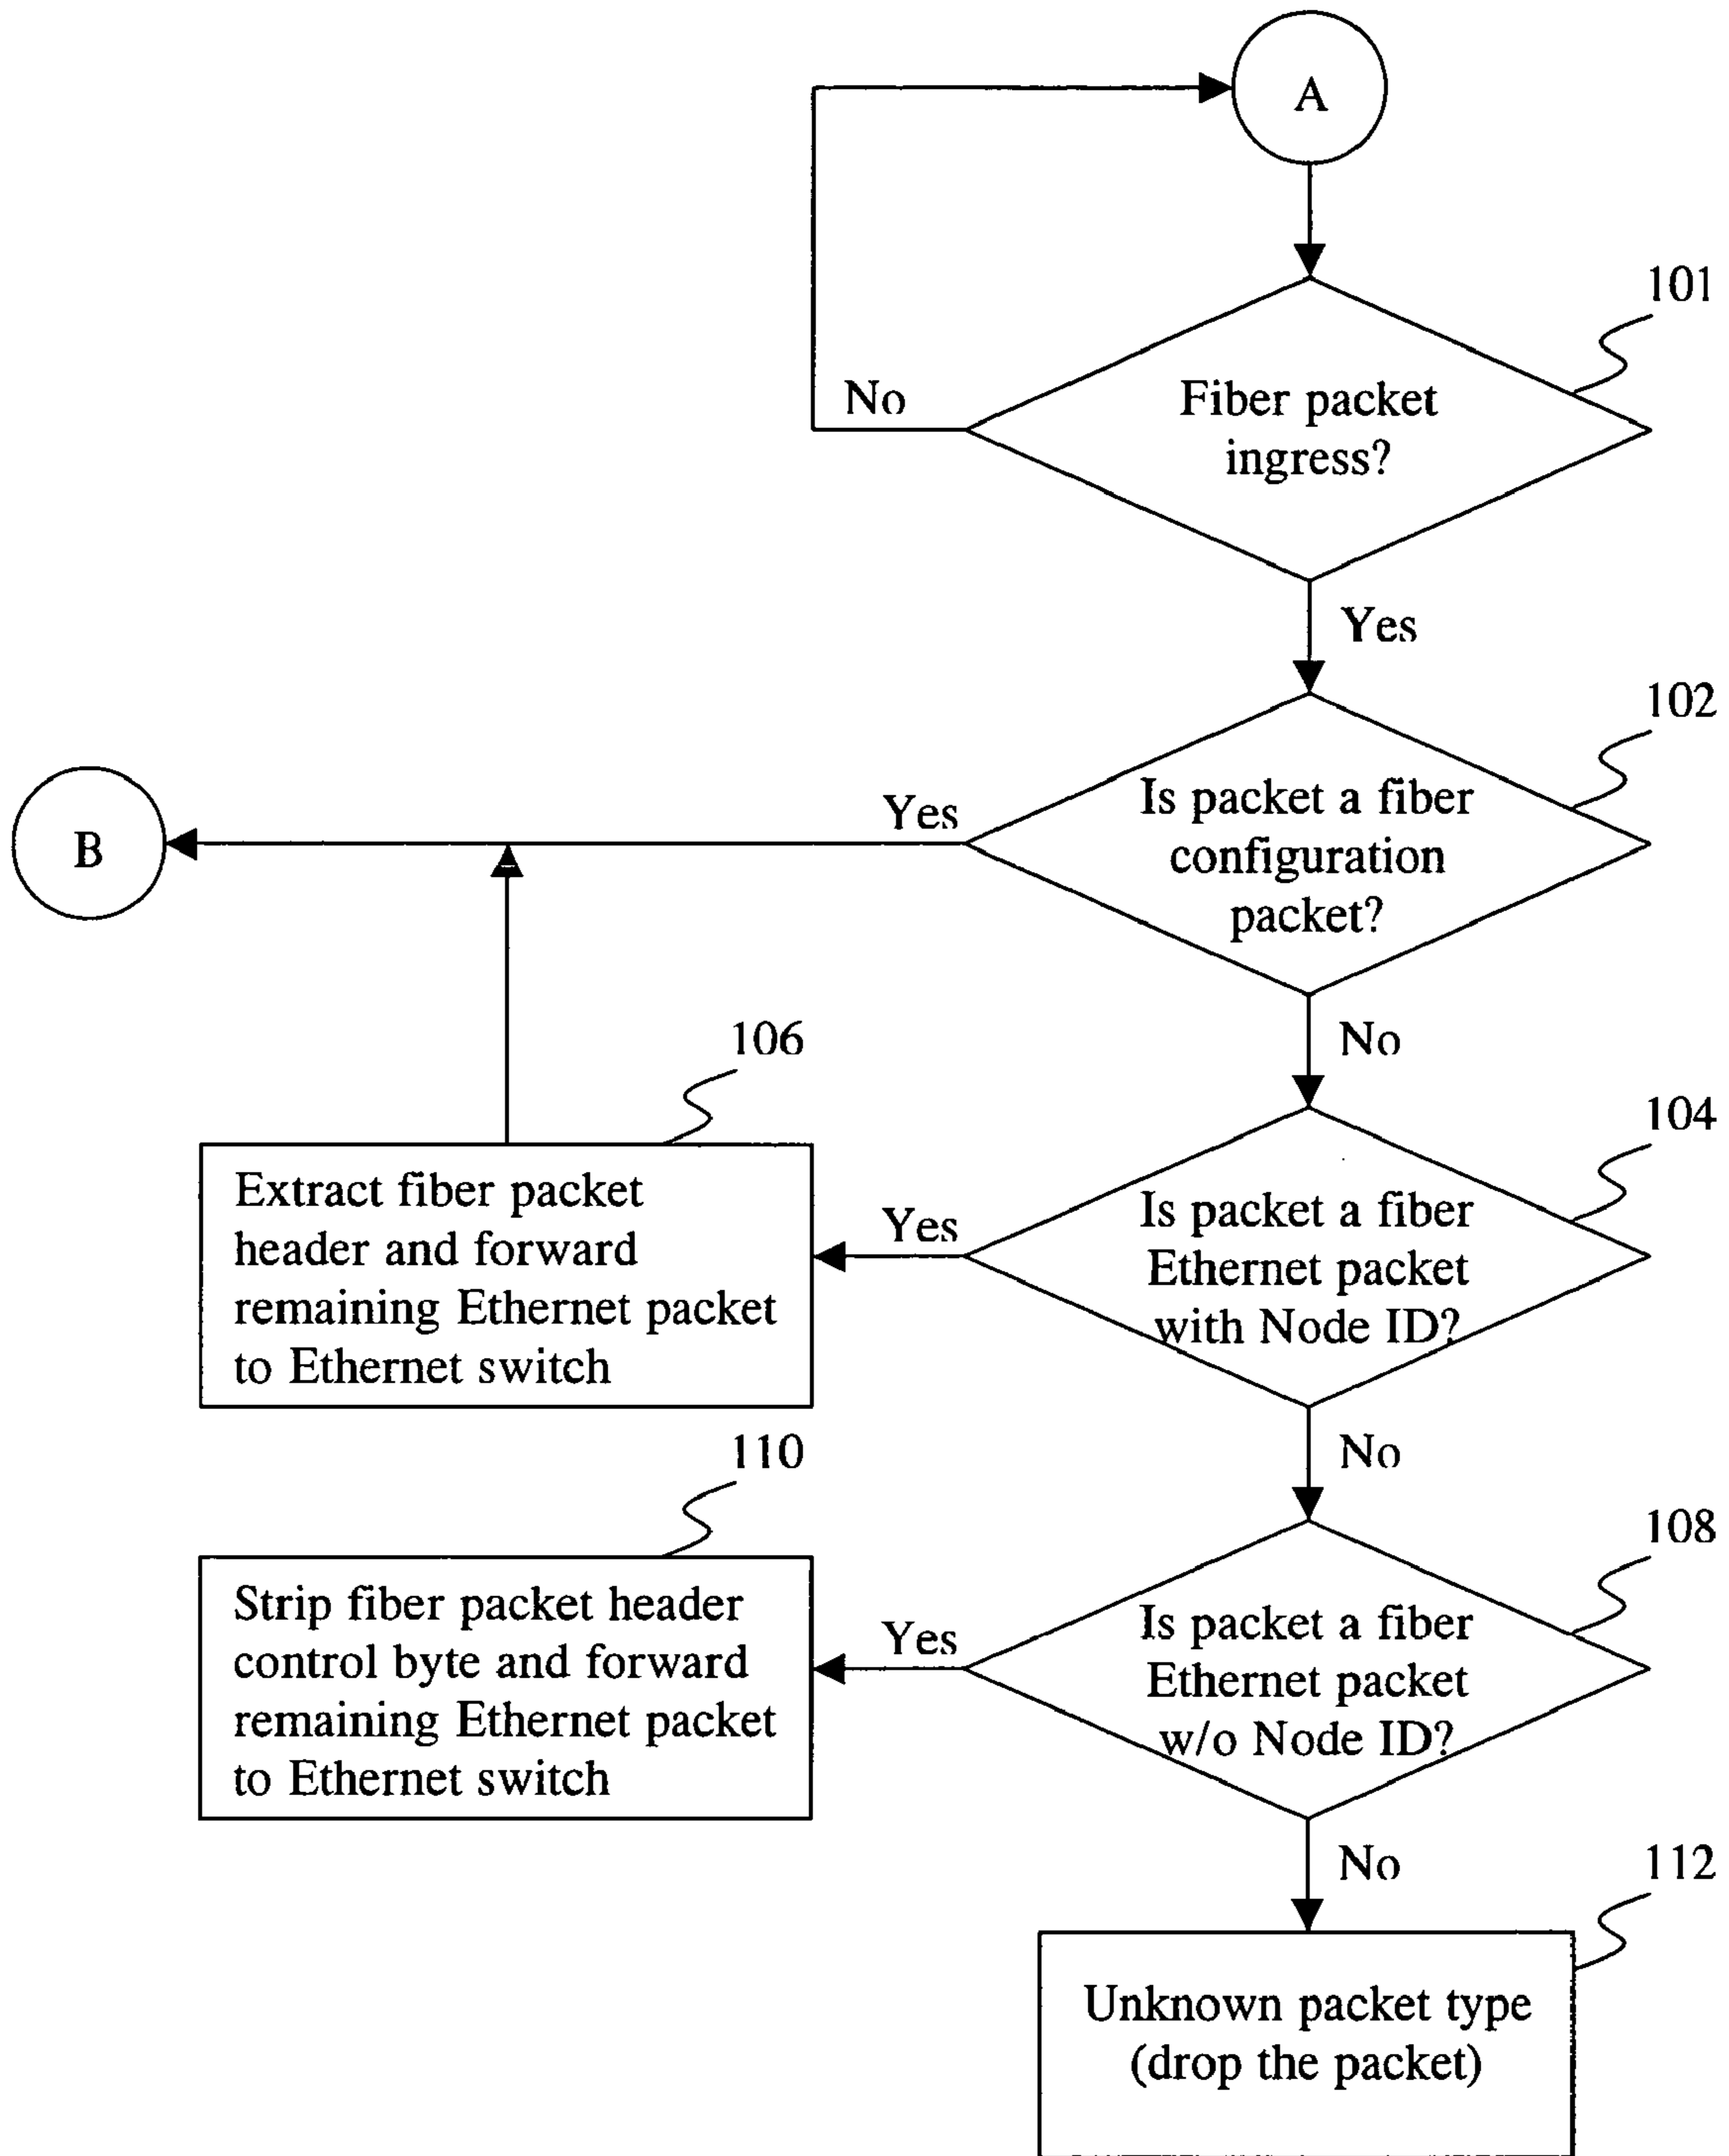 A
101
Fiber packet
ingress?
No
Yes
102
Is packet a fiber
configuration
packet?
Yes
B
No
106
104
Extract fiber packet
header and forward
remaining Ethernet packet
to Ethernet switch
Yes
Is packet a fiber
Ethernet packet
with Node ID?
No
110
108
Strip fiber packet header
control byte and forward
remaining Ethernet packet
to Ethernet switch
Yes
Is packet a fiber
Ethernet packet
w/o Node ID?
No
112
Unknown packet type
(drop the packet)